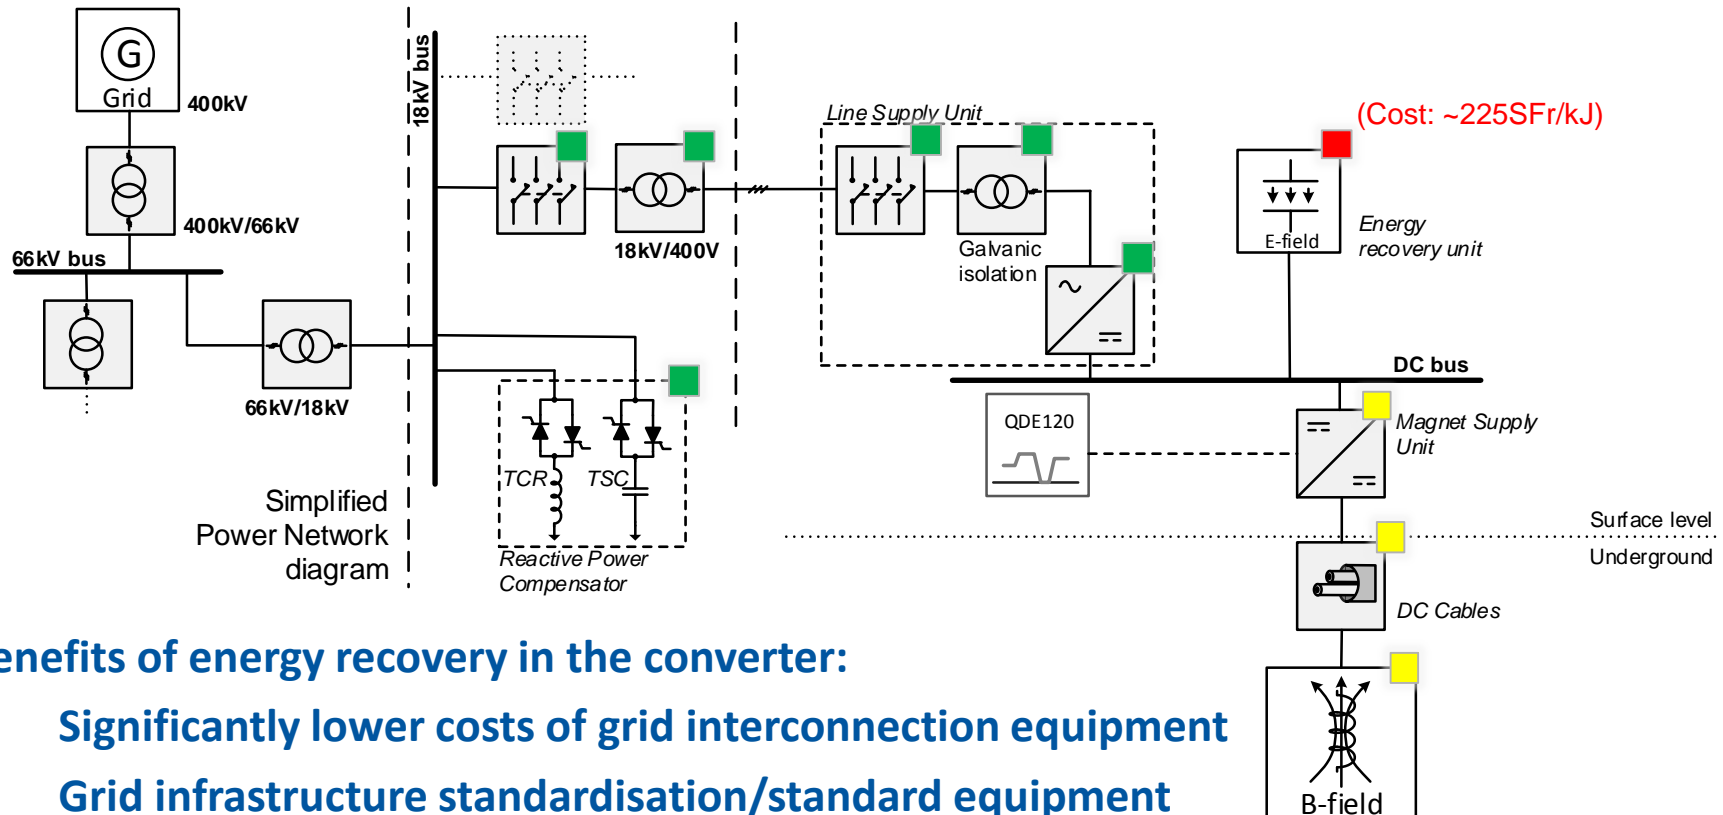 G
Grid
400kV
400kV/66kV
66kV bus
66kV/18kV
Simplified
Power Network
diagram
18kV bus
18kV/400V
TCR
TSC
Reactive Power
Compensator
Line Supply Unit
Galvanic
isolation
(Cost: ~225SFr/kJ)
E-field
Energy
recovery unit
DC bus
QDE120
Magnet Supply
Unit
Surface level
Underground
DC Cables
B-field
enefits of energy recovery in the converter:
Significantly lower costs of grid interconnection equipment
Grid infrastructure standardisation/standard equipment